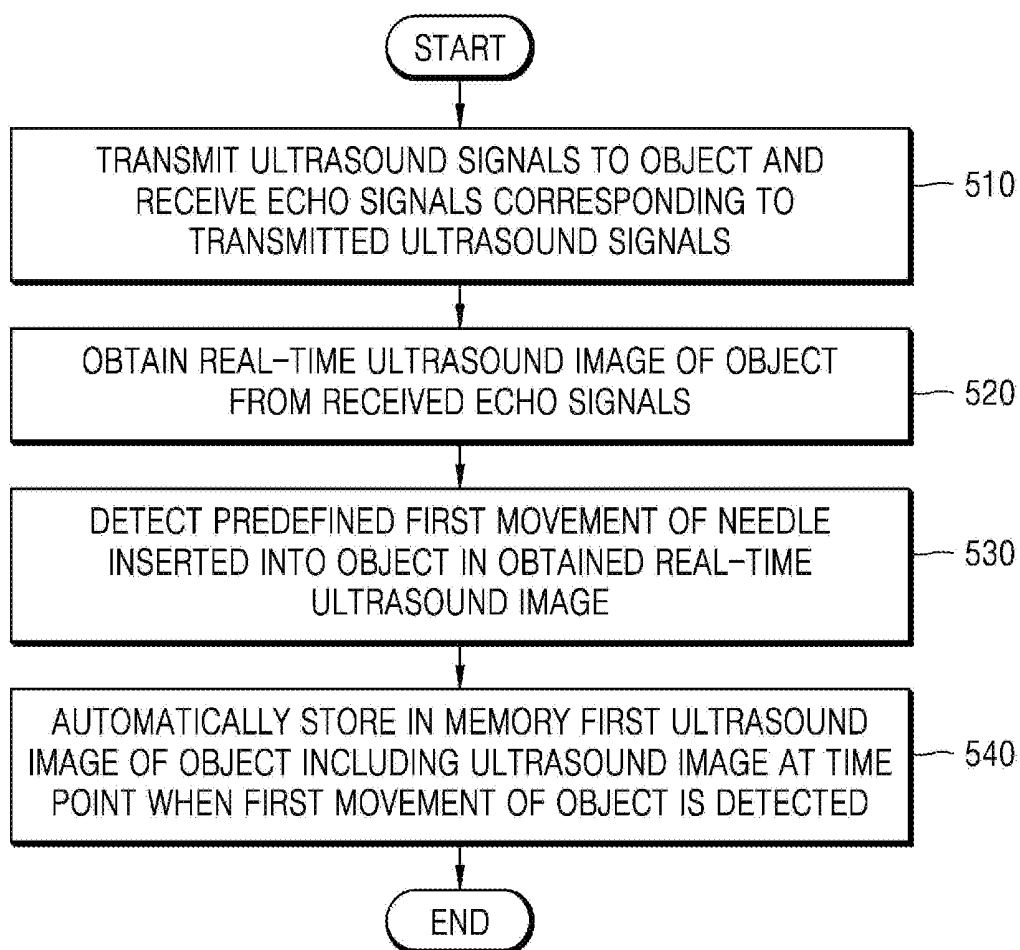 START
TRANSMIT ULTRASOUND SIGNALS TO OBJECT AND
RECEIVE ECHO SIGNALS CORRESPONDING TO
TRANSMITTED ULTRASOUND SIGNALS
510
OBTAIN REAL-TIME ULTRASOUND IMAGE OF OBJECT
FROM RECEIVED ECHO SIGNALS
520
DETECT PREDEFINED FIRST MOVEMENT OF NEEDLE
INSERTED INTO OBJECT IN OBTAINED REAL-TIME
ULTRASOUND IMAGE
530
AUTOMATICALLY STORE IN MEMORY FIRST ULTRASOUND
IMAGE OF OBJECT INCLUDING ULTRASOUND IMAGE AT TIME
POINT WHEN FIRST MOVEMENT OF OBJECT IS DETECTED
540
END